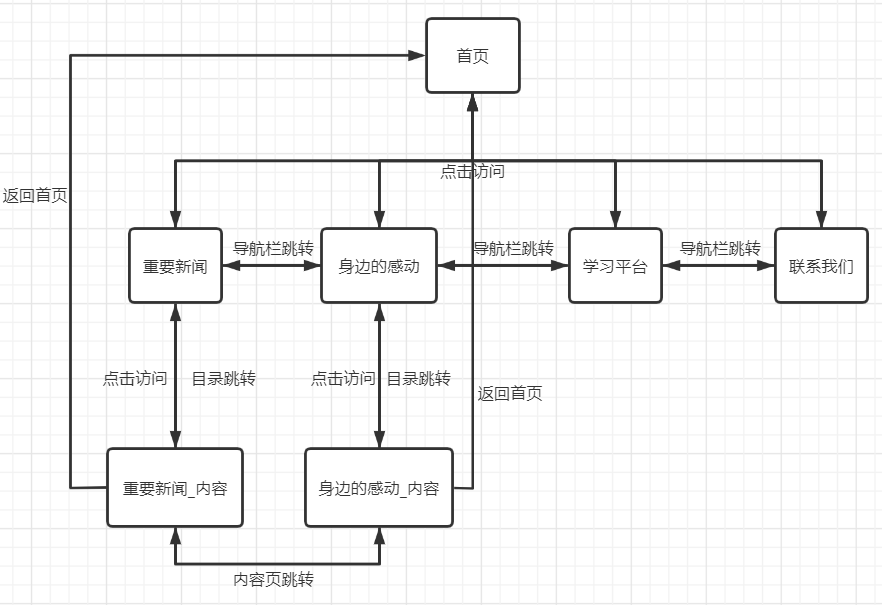 首页
点击访问
返回首页
导航栏跳转
导航栏跳转
导航栏跳转
重要新闻
身边的感动
学习平台
联系我们
点击访问
目录跳转
点击访问
目录跳转
返回首页
重要新闻_内容
身边的感动_内容
内容页跳转